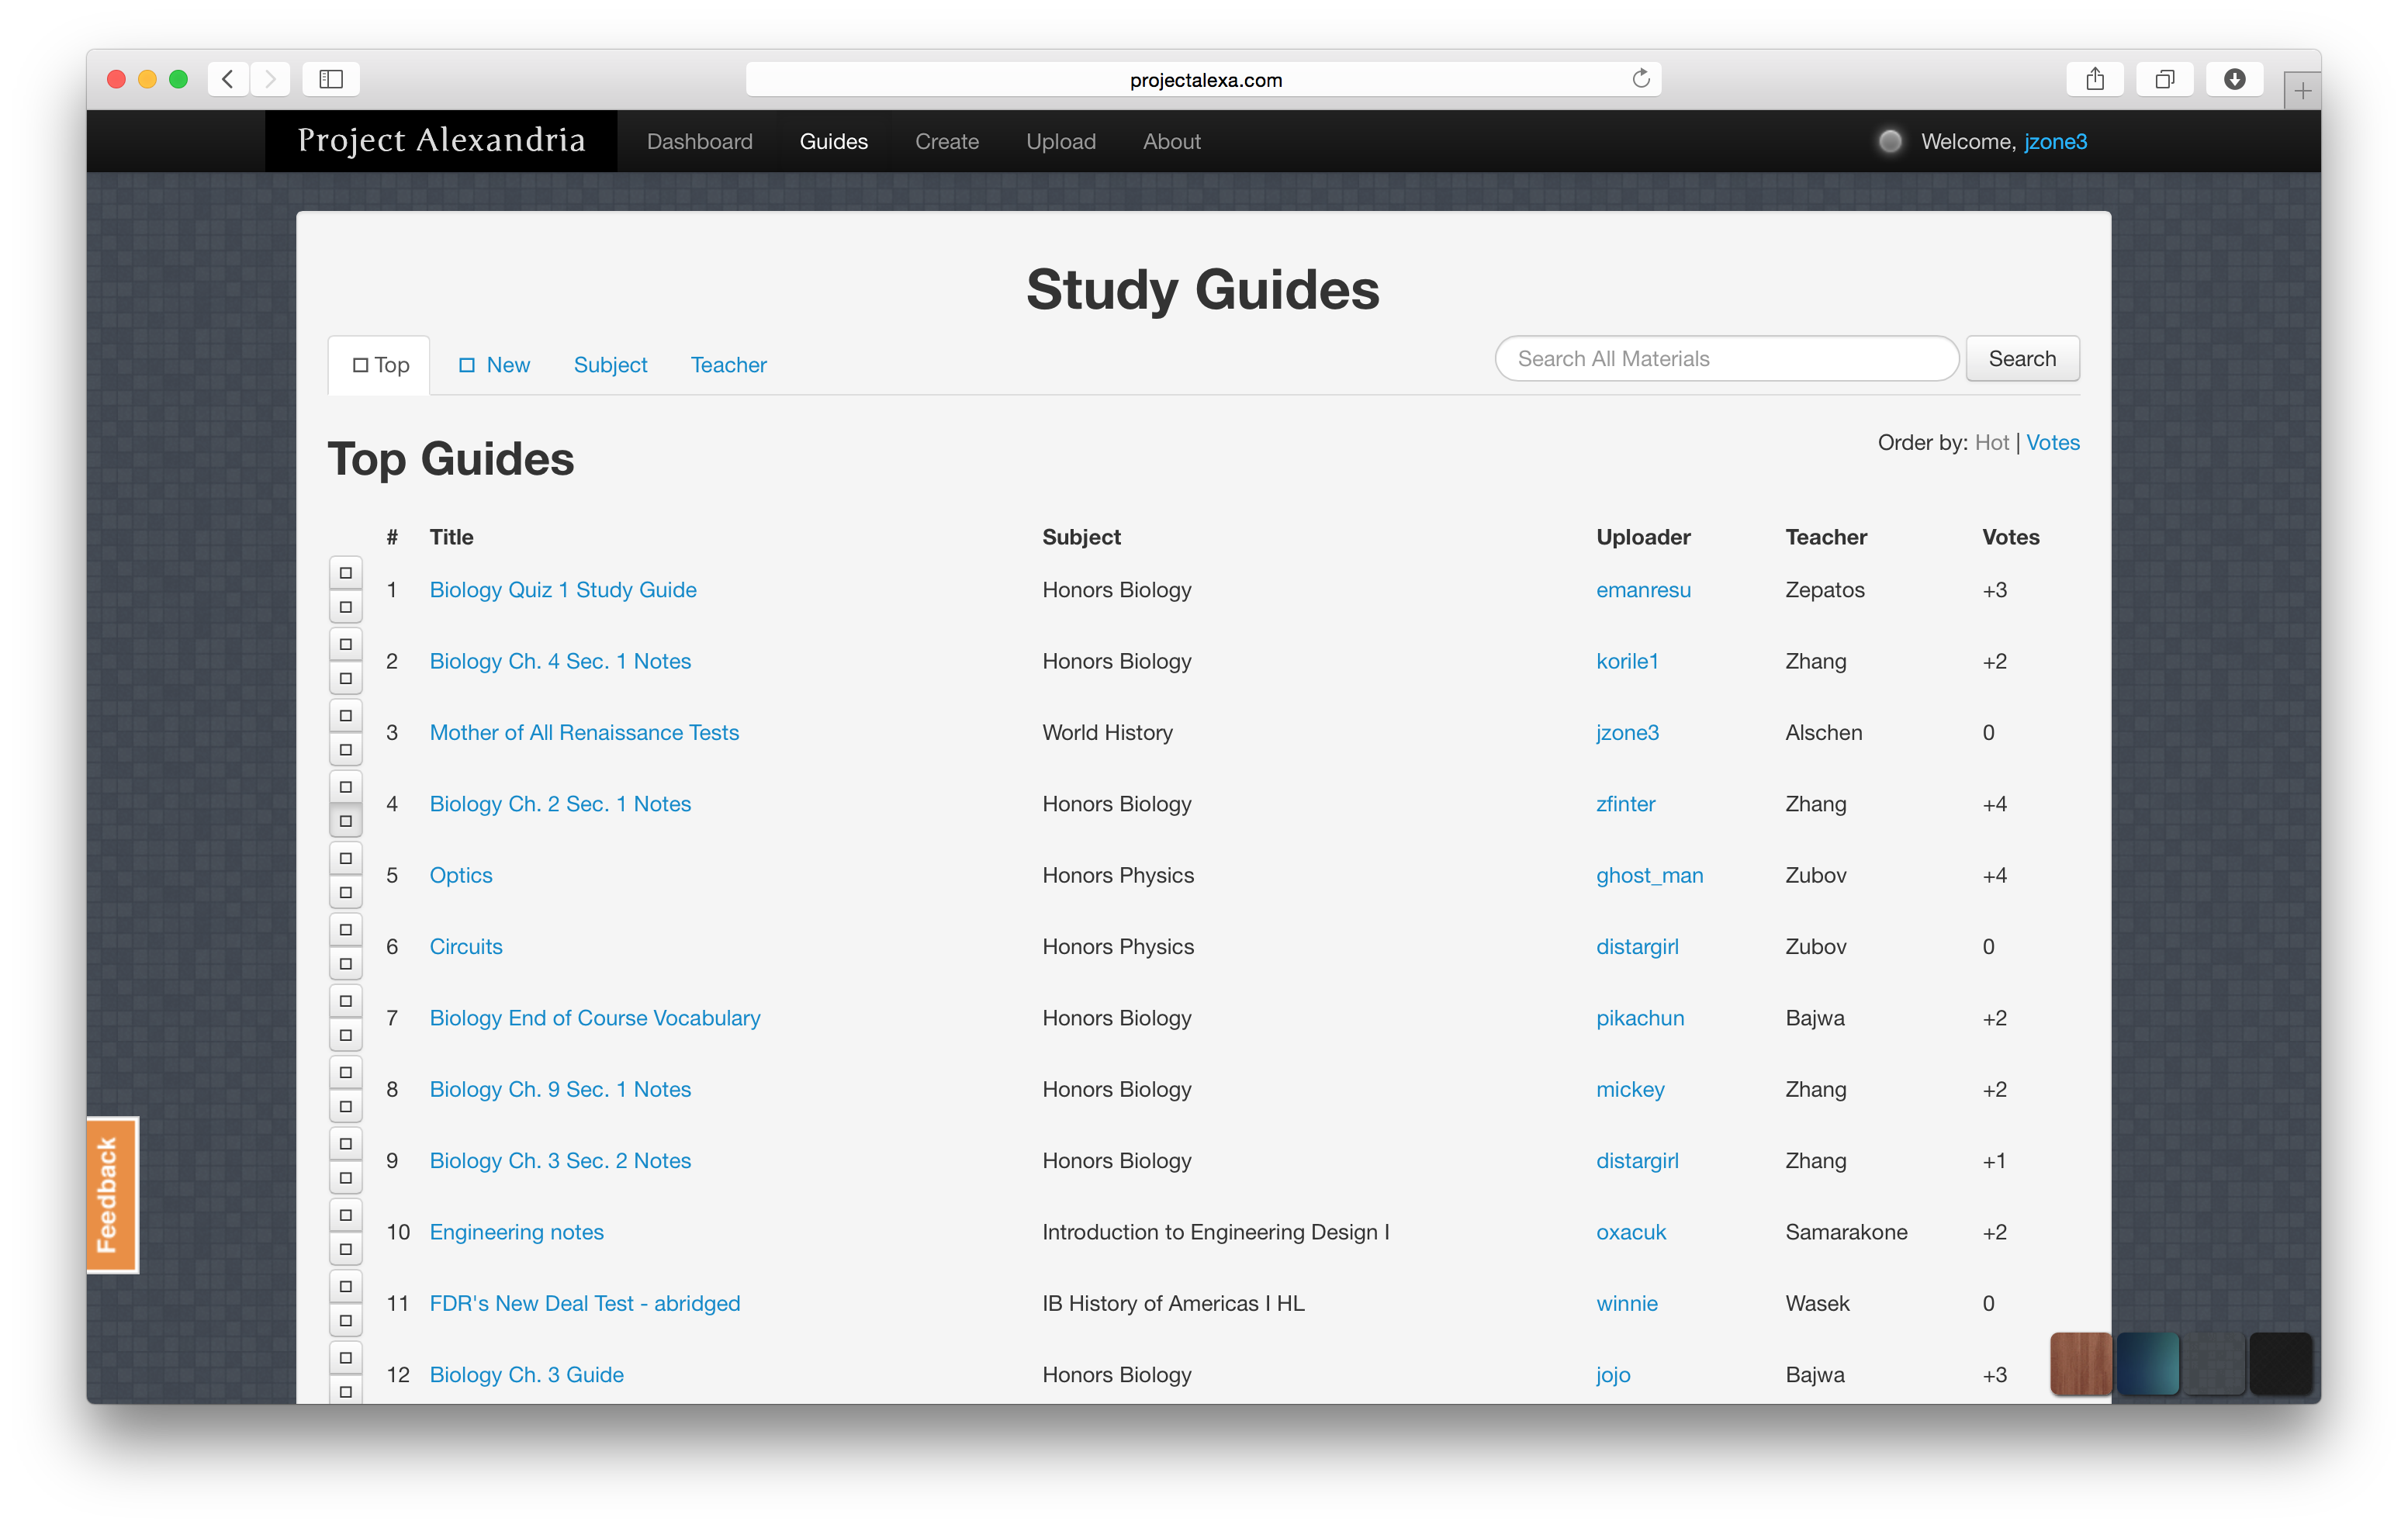 projectalexa.com
Project Alexandria Dashboard Guides Create Upload About Welcome, jzone3
Study Guides
Top New Subject Teacher Search All Materials Search
Top Guides Order by: Hot | Votes
# Title Subject Uploader Teacher Votes
1 Biology Quiz 1 Study Guide Honors Biology emanresu Zepatos +3
2 Biology Ch. 4 Sec. 1 Notes Honors Biology korile1 Zhang +2
3 Mother of All Renaissance Tests World History jzone3 Alschen 0
4 Biology Ch. 2 Sec. 1 Notes Honors Biology zfinter Zhang +4
5 Optics Honors Physics ghost_man Zubov +4
6 Circuits Honors Physics distargirl Zubov 0
7 Biology End of Course Vocabulary Honors Biology pikachun Bajwa +2
8 Biology Ch. 9 Sec. 1 Notes Honors Biology mickey Zhang +2
9 Biology Ch. 3 Sec. 2 Notes Honors Biology distargirl Zhang +1
10 Engineering notes Introduction to Engineering Design I oxacuk Samarakone +2
11 FDR's New Deal Test - abridged IB History of Americas I HL winnie Wasek 0
12 Biology Ch. 3 Guide Honors Biology jojo Bajwa +3
Feedback